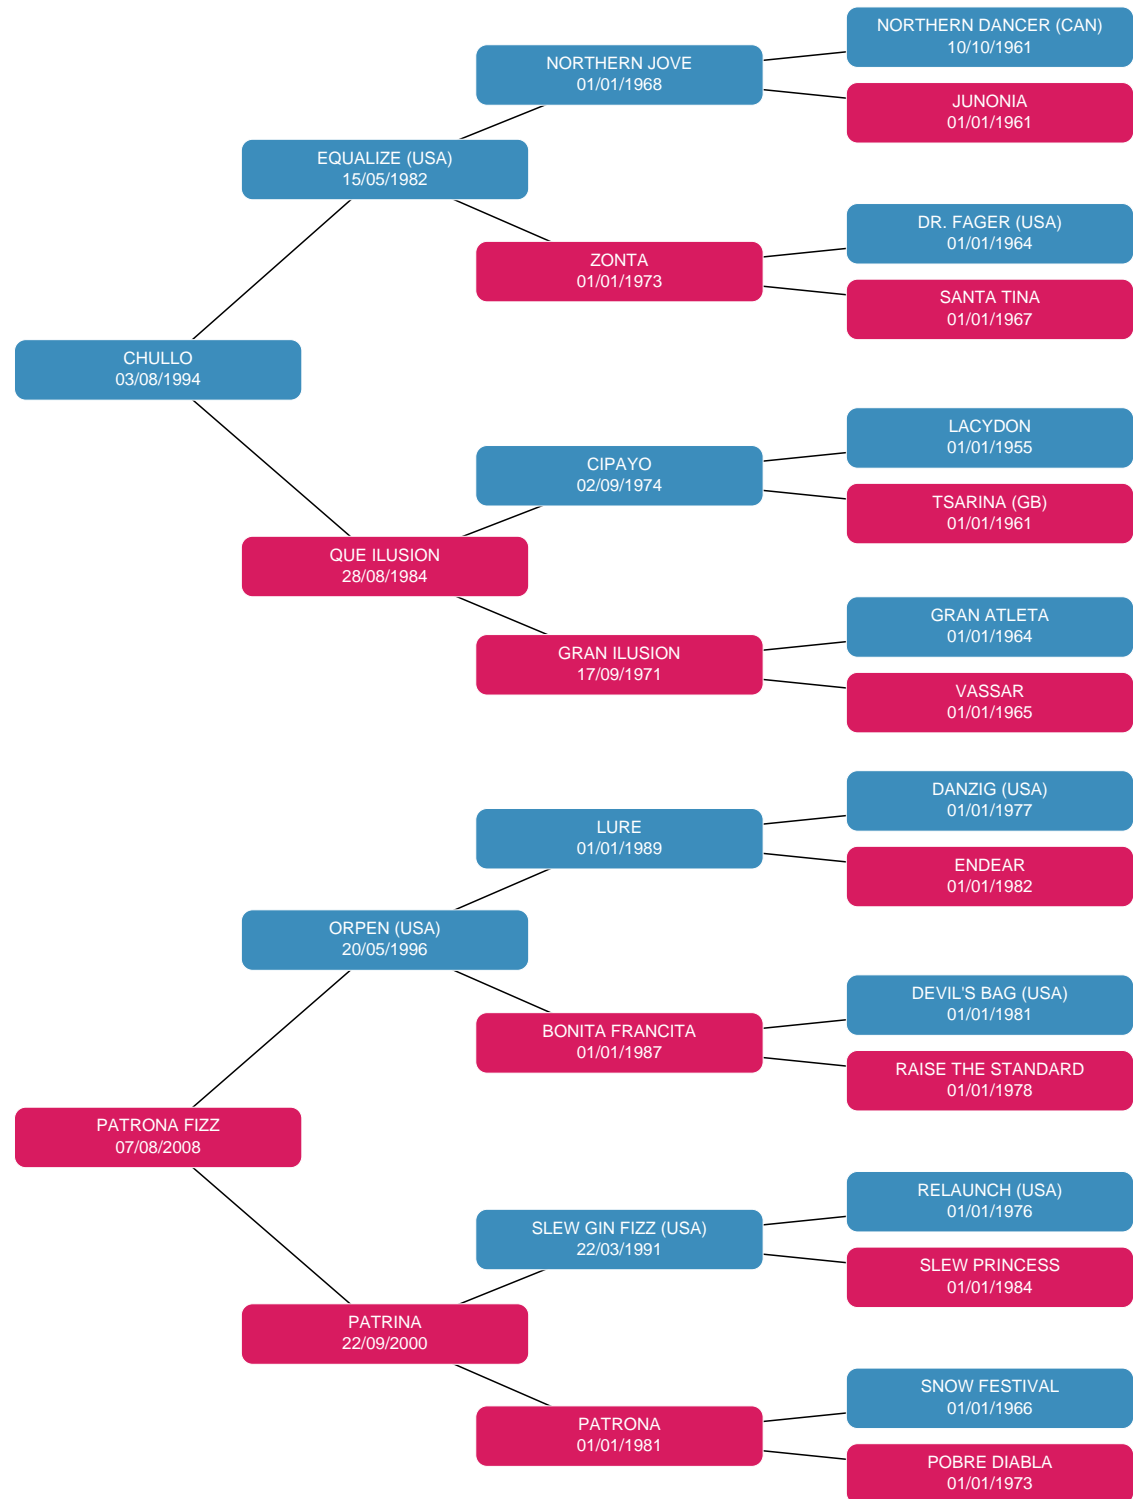 NORTHERN DANCER (CAN)
10/10/1961
NORTHERN JOVE
01/01/1968
JUNONIA
01/01/1961
EQUALIZE (USA)
15/05/1982
DR. FAGER (USA)
01/01/1964
ZONTA
01/01/1973
SANTA TINA
01/01/1967
CHULLO
03/08/1994
LACYDON
01/01/1955
CIPAYO
02/09/1974
TSARINA (GB)
01/01/1961
QUE ILUSION
28/08/1984
GRAN ATLETA
01/01/1964
GRAN ILUSION
17/09/1971
VASSAR
01/01/1965
DANZIG (USA)
01/01/1977
LURE
01/01/1989
ENDEAR
01/01/1982
ORPEN (USA)
20/05/1996
DEVIL'S BAG (USA)
01/01/1981
BONITA FRANCITA
01/01/1987
RAISE THE STANDARD
01/01/1978
PATRONA FIZZ
07/08/2008
RELAUNCH (USA)
01/01/1976
SLEW GIN FIZZ (USA)
22/03/1991
SLEW PRINCESS
01/01/1984
PATRINA
22/09/2000
SNOW FESTIVAL
01/01/1966
PATRONA
01/01/1981
POBRE DIABLA
01/01/1973